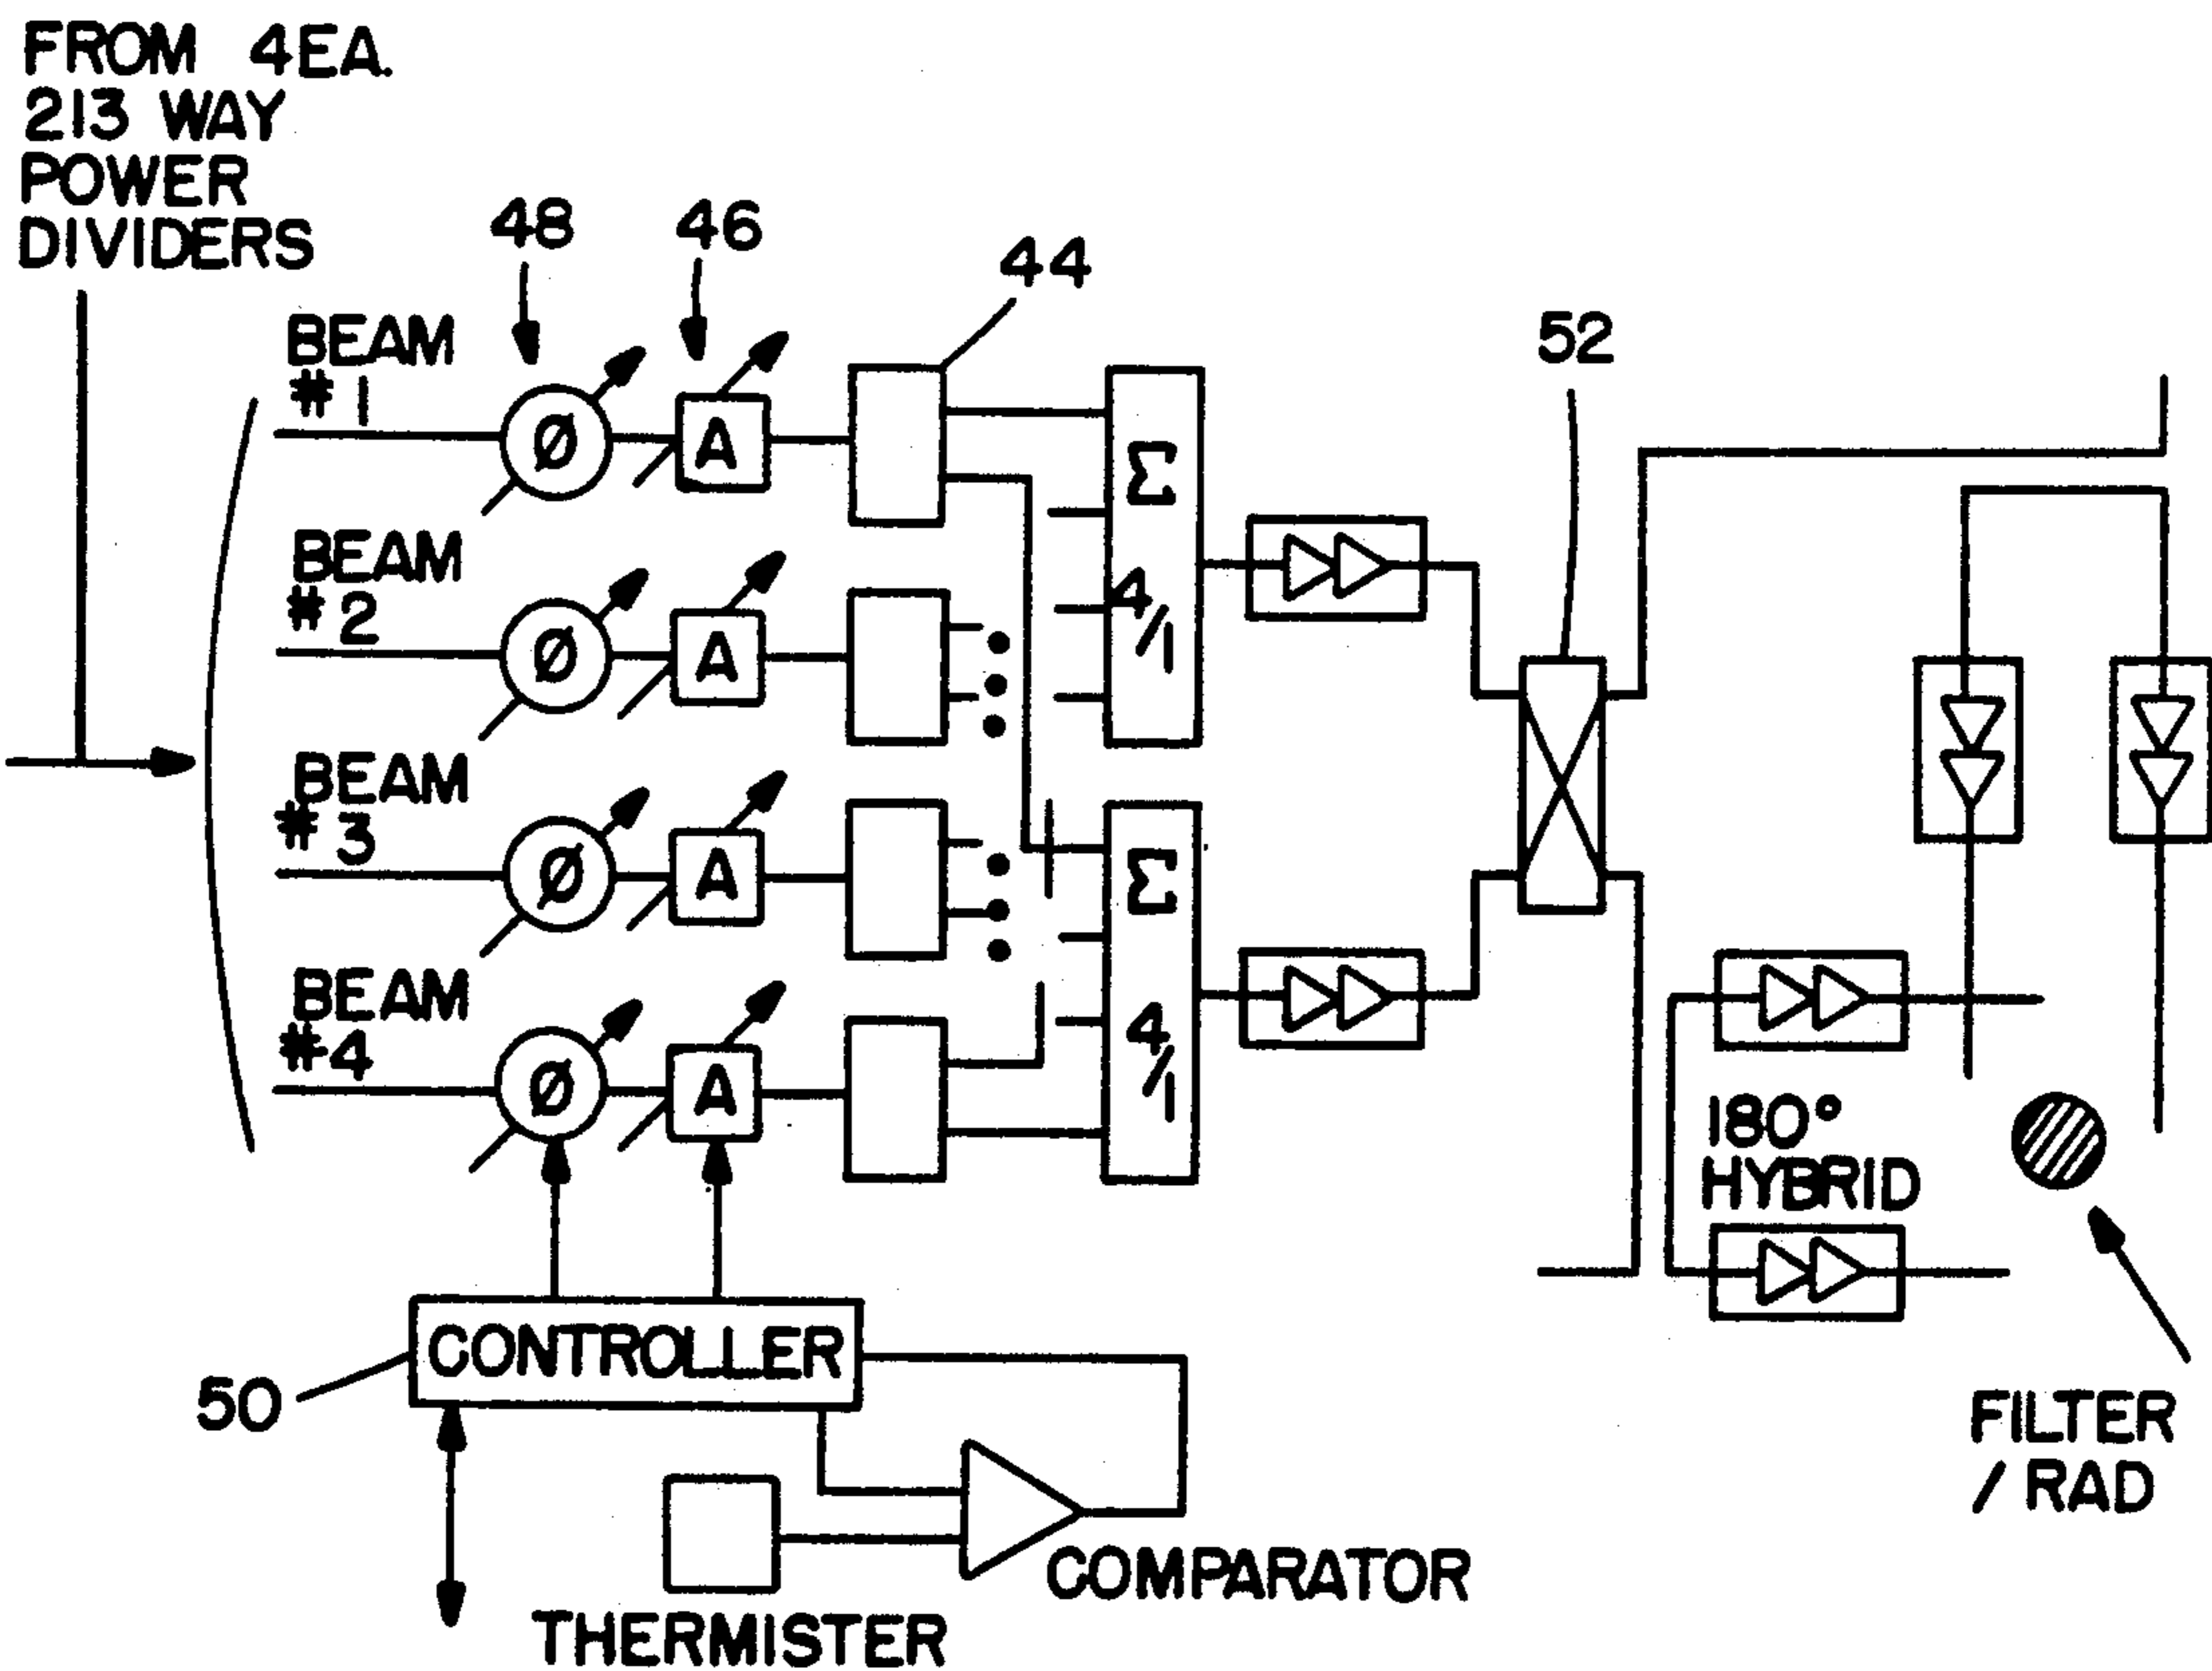 FROM 4EA.
213 WAY
POWER
DIVIDERS
48
46
44
52
BEAM
# 1
Ø
A
Σ
4/1
BEAM
# 2
Ø
A
BEAM
# 3
Ø
A
Σ
4/1
BEAM
#4
Ø
A
180°
HYBRID
CONTROLLER
50
FILTER
/ RAD
COMPARATOR
THERMISTER